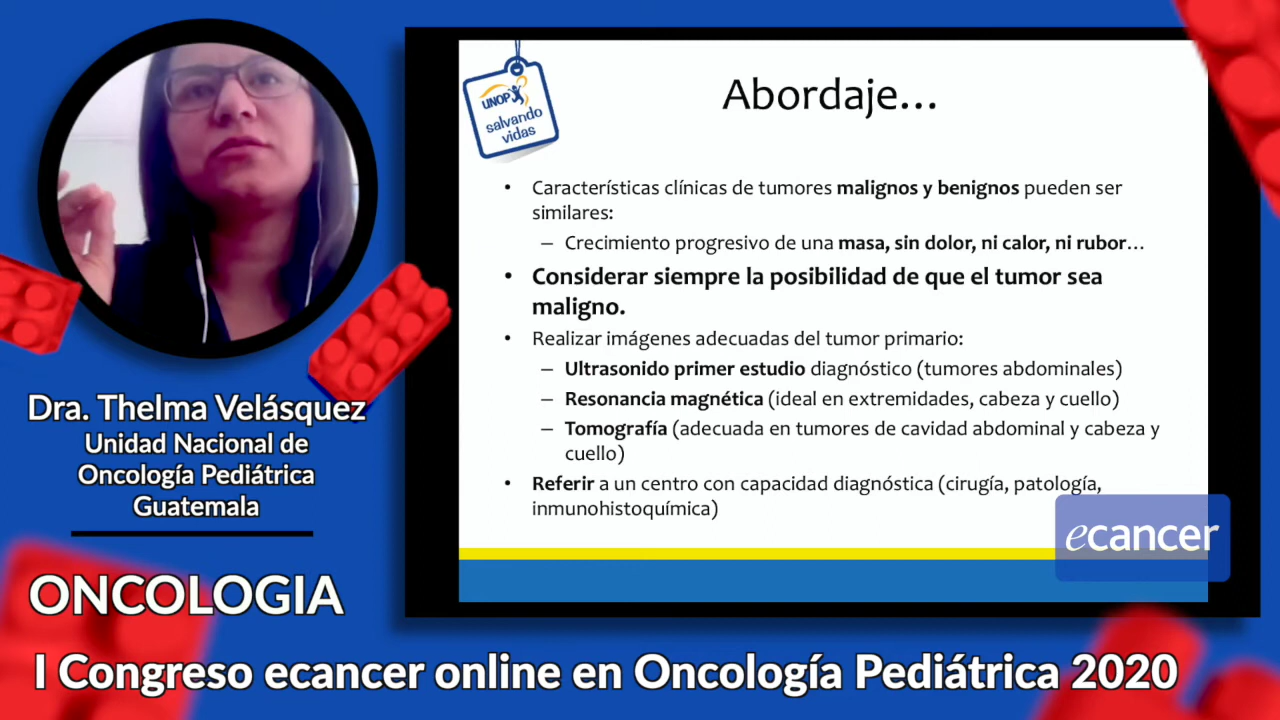 Dra. Thelma Velásquez
Unidad Nacional de
Oncología Pediátrica
Guatemala
ONCOLOGIA
I Congreso ecancer online en Oncología Pediátrica 2020
UNOP
salvando
vidas
Abordaje...
• Características clínicas de tumores malignos y benignos pueden ser
similares:
– Crecimiento progresivo de una masa, sin dolor, ni calor, ni rubor...
• Considerar siempre la posibilidad de que el tumor sea
maligno.
• Realizar imágenes adecuadas del tumor primario:
– Ultrasonido primer estudio diagnóstico (tumores abdominales)
– Resonancia magnética (ideal en extremidades, cabeza y cuello)
– Tomografía (adecuada en tumores de cavidad abdominal y cabeza y
cuello)
• Referir a un centro con capacidad diagnóstica (cirugía, patología,
inmunohistoquímica)
ecancer